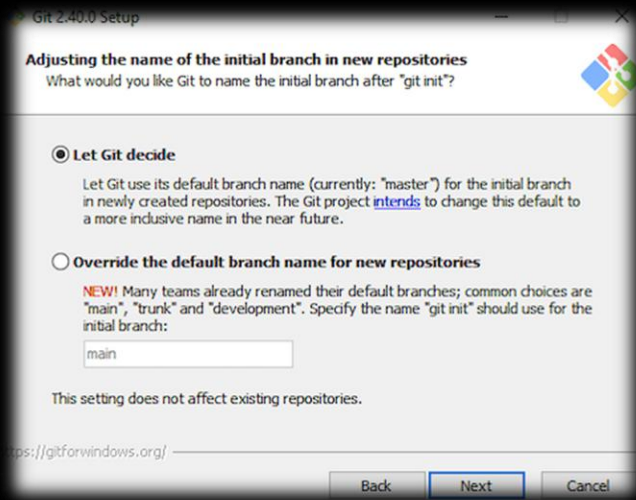 Git 2.40.0 Setup
Adjusting the name of the initial branch in new repositories
What would you like Git to name the initial branch after "git init"?
Let Git decide
Let Git use its default branch name (currently: "master") for the initial branch
in newly created repositories. The Git project intends to change this default to
a more inclusive name in the near future.
Override the default branch name for new repositories
NEW! Many teams already renamed their default branches; common choices are
"main", "trunk" and "development". Specify the name "git init" should use for the
initial branch:
main
This setting does not affect existing repositories.
https://gitforwindows.org/
Back Next Cancel